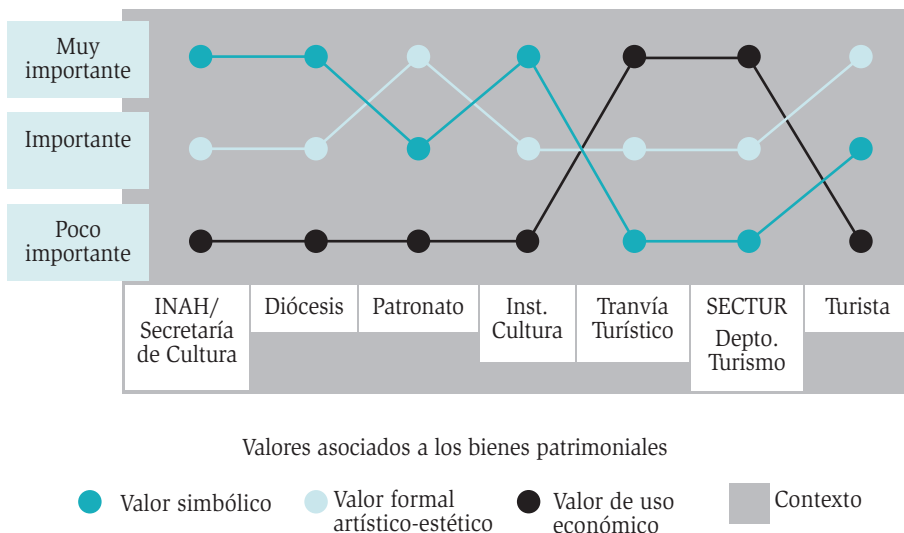 Muy
importante
Importante
Poco
importante
INAH/
Secretaría
de Cultura
Diócesis
Patronato
Inst.
Cultura
Tranvía
Turístico
SECTUR
Depto.
Turismo
Turista
Valores asociados a los bienes patrimoniales
Valor simbólico
Valor formal
artístico-estético
Valor de uso
económico
Contexto